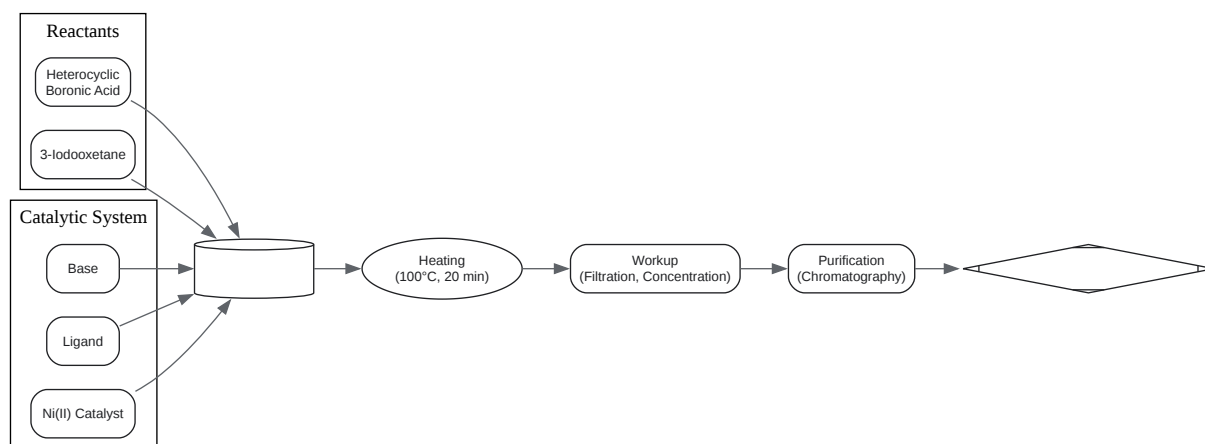 Reactants
Heterocyclic
Boronic Acid
3-Iodooxetane
Catalytic System
Base
Ligand
Ni(II) Catalyst
Heating
(100°C, 20 min)
Workup
(Filtration, Concentration)
Purification
(Chromatography)